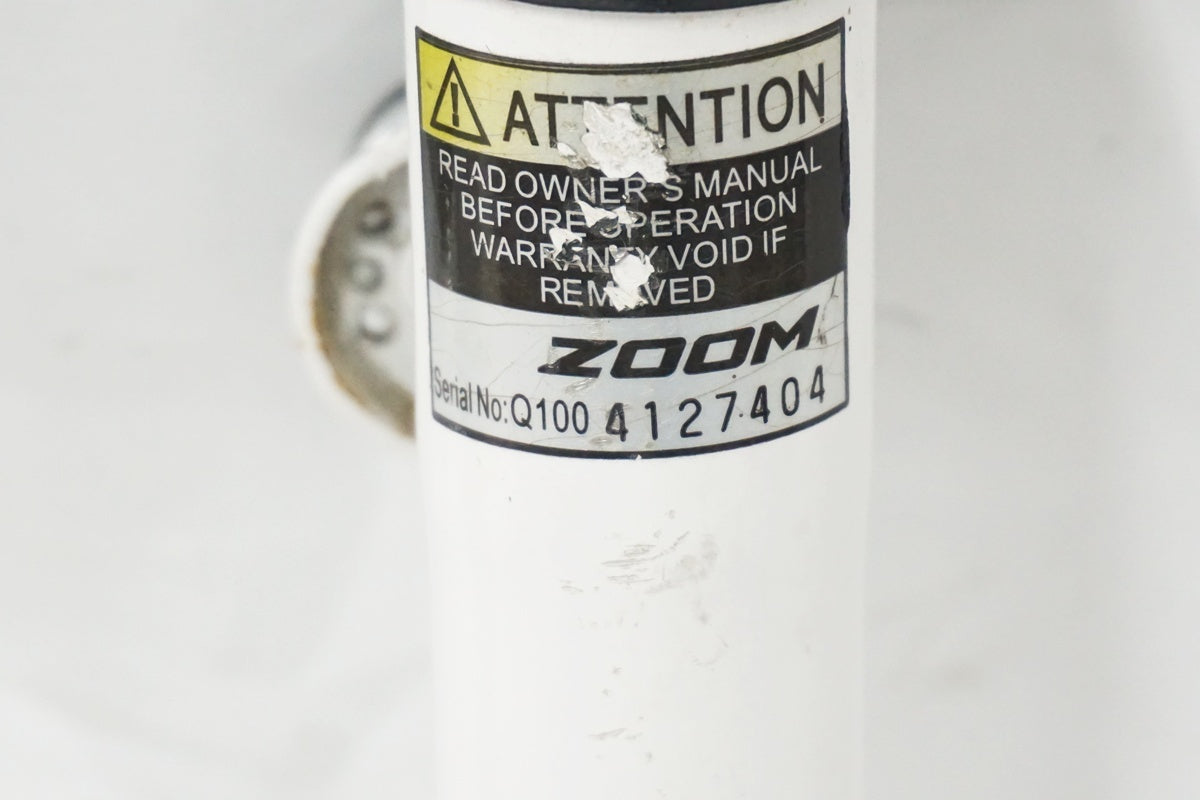 ATTENTION
READ OWNER'S MANUAL
BEFORE OPERATION
WARRANTY VOID IF
REMOVED
ZOOM
Serial No:Q100 4127404